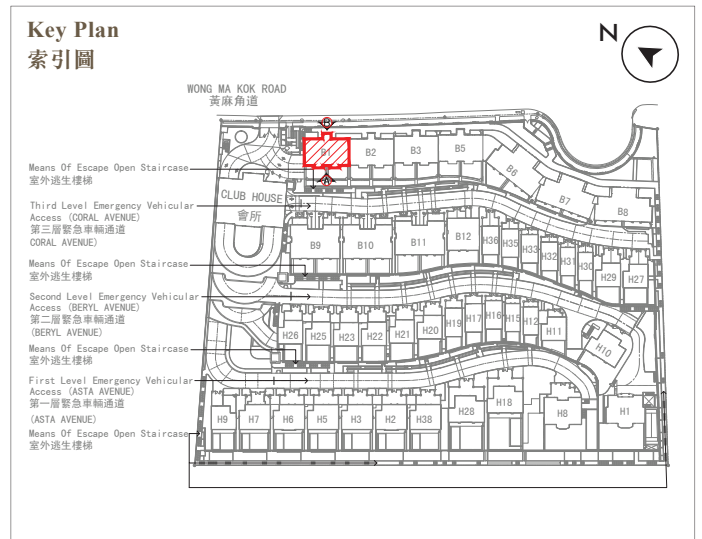 Key Plan
索引圖
N
WONG MA KOK ROAD
黃麻角道
Means Of Escape Open Staircase
室外逃生樓梯
Third Level Emergency Vehicular
Access (CORAL AVENUE)
第三層緊急車輛通道
CORAL AVENUE)
Means Of Escape Open Staircase
室外逃生樓梯
Second Level Emergency Vehicular
Access (BERYL AVENUE)
第二層緊急車輛通道
(BERYL AVENUE)
Means Of Escape Open Staircase
室外逃生樓梯
First Level Emergency Vehicular
Access (ASTA AVENUE)
第一層緊急車輛通道
(ASTA AVENUE)
Means Of Escape Open Staircase
室外逃生樓梯
CLUB HOUSE
會所
B
B1
A
B2
B3
B5
B6
B7
B8
B9
B10
B11
B12
H36
H35
H33
H32
H31
H30
H29
H27
H26
H25
H23
H22
H21
H20
H19
H17
H16
H15
H12
H11
H10
H9
H7
H6
H5
H3
H2
H38
H28
H18
H8
H1